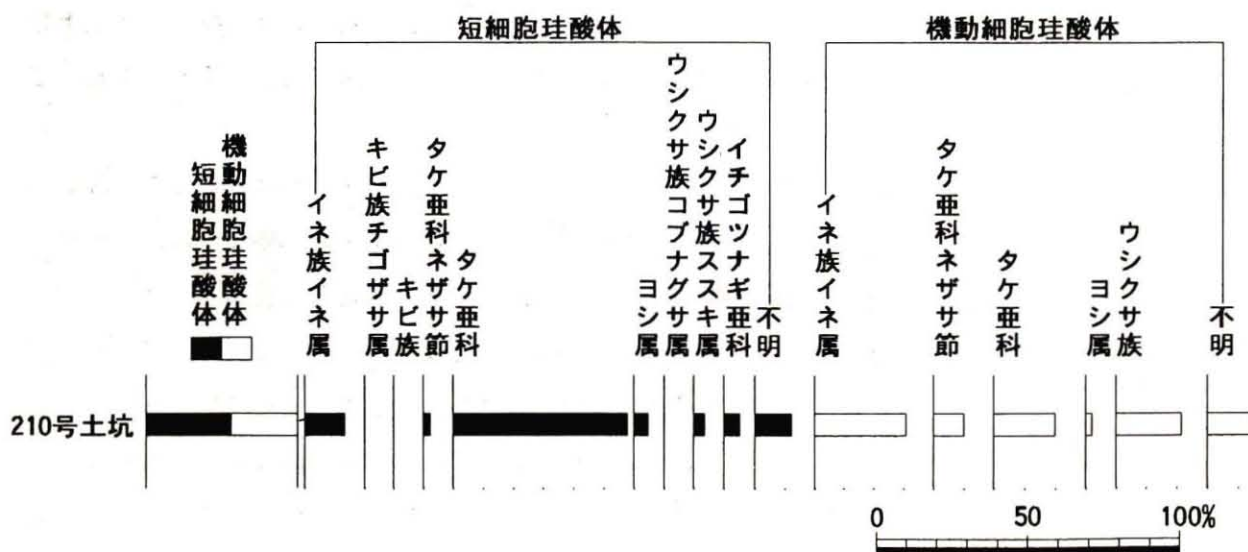 短細胞珪酸体
機動細胞珪酸体
短細胞珪酸体
機動細胞珪酸体
イネ族イネ属
キビ族チゴザサ属
キビ族
タケ亜科ネザサ節
タケ亜科
ヨシ属
ウシクサ族コブナグサ属
ウシクサ族ススキ属
イチゴツナギ亜科
不明
イネ族イネ属
タケ亜科ネザサ節
タケ亜科
ヨシ属
ウシクサ族
不明
210号土坑
0 50 100%